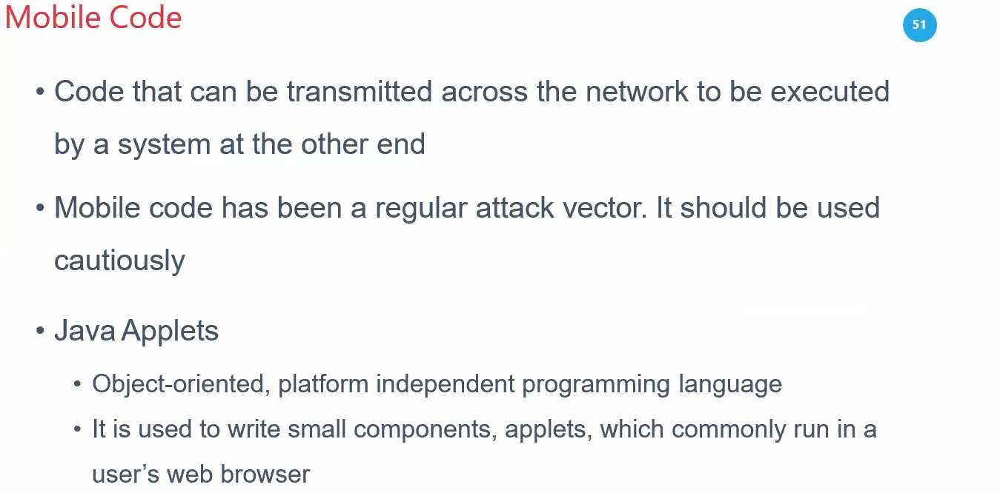 Mobile Code
51
• Code that can be transmitted across the network to be executed
by a system at the other end
• Mobile code has been a regular attack vector. It should be used
cautiously
• Java Applets
• Object-oriented, platform independent programming language
• It is used to write small components, applets, which commonly run in a
user’s web browser